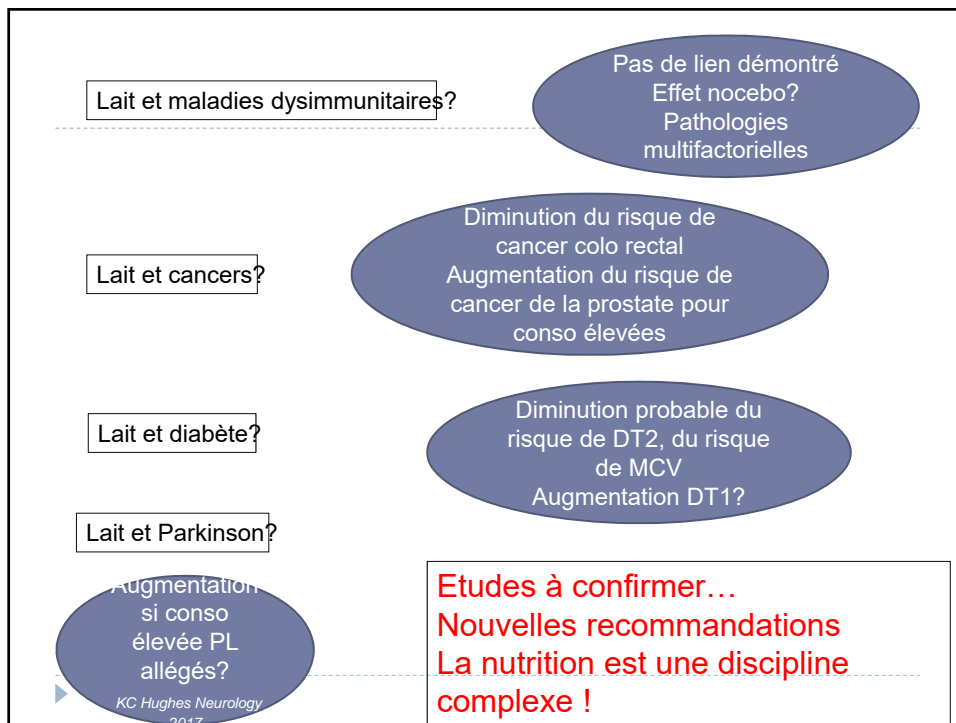 Lait et maladies dysimmunitaires?
Pas de lien démontré
Effet nocebo?
Pathologies
multifactorielles
Lait et cancers?
Diminution du risque de
cancer colo rectal
Augmentation du risque de
cancer de la prostate pour
conso élevées
Lait et diabète?
Diminution probable du
risque de DT2, du risque
de MCV
Augmentation DT1?
Lait et Parkinson?
Augmentation
si conso
élevée PL
allégés?
KC Hughes Neurology
2017
Etudes à confirmer…
Nouvelles recommandations
La nutrition est une discipline
complexe !